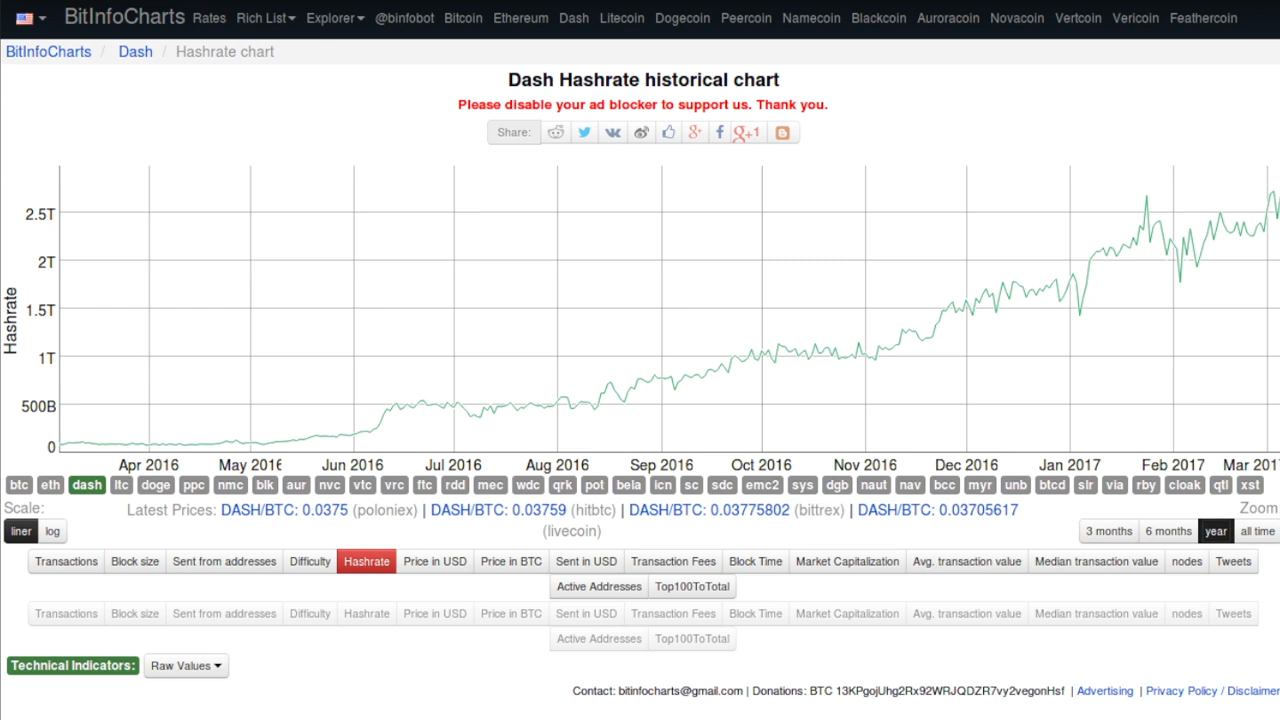 BitInfoCharts Rates Rich List Explorer @binfobot Bitcoin Ethereum Dash Litecoin Dogecoin Peercoin Namecoin Blackcoin Auroracoin Novacoin Vertcoin Vericoin Feathercoin
BitInfoCharts / Dash / Hashrate chart
Dash Hashrate historical chart
Please disable your ad blocker to support us. Thank you.
Share: g+1
Hashrate
2.5T
2T
1.5T
1T
500B
0
Apr 2016 May 2016 Jun 2016 Jul 2016 Aug 2016 Sep 2016 Oct 2016 Nov 2016 Dec 2016 Jan 2017 Feb 2017 Mar 2017
btc eth dash ltc doge ppc nmc blk aur nvc vtc vrc ftc rdd mec wdc qrk pot bela icn sc sdc emc2 sys dgb naut nav bcc myr unb btcd slr via rby cloak qtl xst
Scale: Latest Prices: DASH/BTC: 0.0375 (poloniex) | DASH/BTC: 0.03759 (hitbtc) | DASH/BTC: 0.03775802 (bittrex) | DASH/BTC: 0.03705617 Zoom
liner log (livecoin) 3 months 6 months year all time
Transactions Block size Sent from addresses Difficulty Hashrate Price in USD Price in BTC Sent in USD Transaction Fees Block Time Market Capitalization Avg. transaction value Median transaction value nodes Tweets
Active Addresses Top100ToTotal
Transactions Block size Sent from addresses Difficulty Hashrate Price in USD Price in BTC Sent in USD Transaction Fees Block Time Market Capitalization Avg. transaction value Median transaction value nodes Tweets
Active Addresses Top100ToTotal
Technical Indicators: Raw Values
Contact: bitinfocharts@gmail.com | Donations: BTC 13KPgojUhg2Rx92WRJQDZR7vy2vegonHsf | Advertising | Privacy Policy / Disclaimer